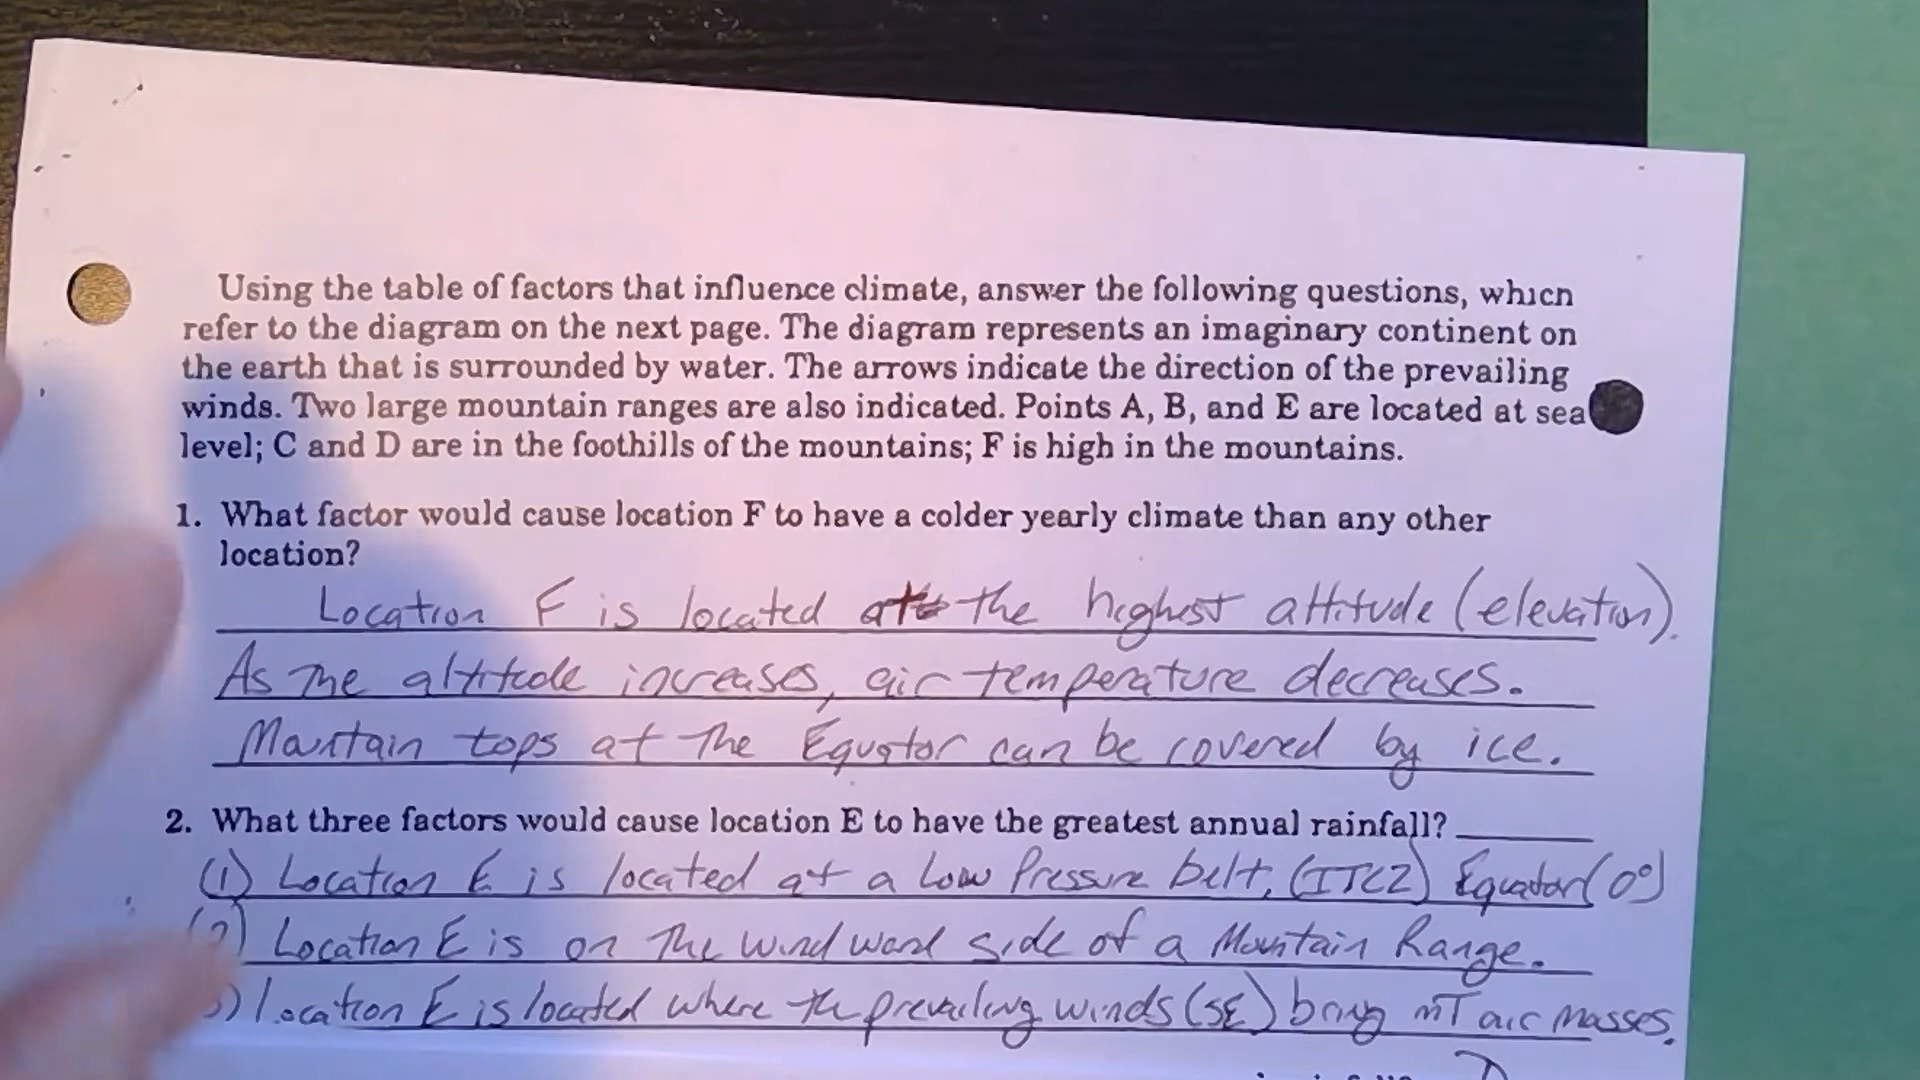 Using the table of factors that influence climate, answer the following questions, which
refer to the diagram on the next page. The diagram represents an imaginary continent on
the earth that is surrounded by water. The arrows indicate the direction of the prevailing
winds. Two large mountain ranges are also indicated. Points A, B, and E are located at sea
level; C and D are in the foothills of the mountains; F is high in the mountains.
1. What factor would cause location F to have a colder yearly climate than any other
location?
Location F is located at the highest altitude (elevation).
As the altitude increases, air temperature decreases.
Mountain tops at the Equator can be covered by ice.
2. What three factors would cause location E to have the greatest annual rainfall?
(1) Location E is located at a Low Pressure belt. (ITCZ) Equator (0°)
(2) Location E is on the windward side of a Mountain Range.
3) Location E is located where the prevailing winds (SE) bring mT air masses.